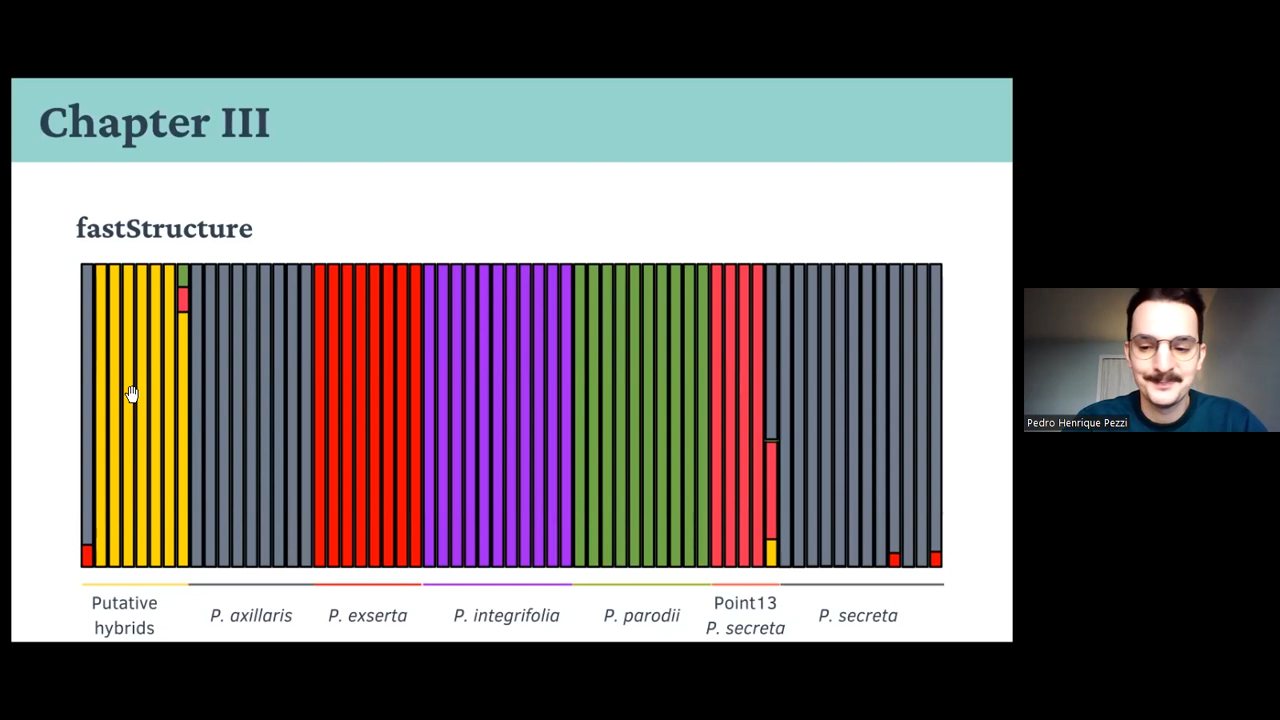 Chapter III
fastStructure
Putative
hybrids
P. axillaris
P. exserta
P. integrifolia
P. parodii
Point13
P. secreta
P. secreta
Pedro Henrique Pezzi